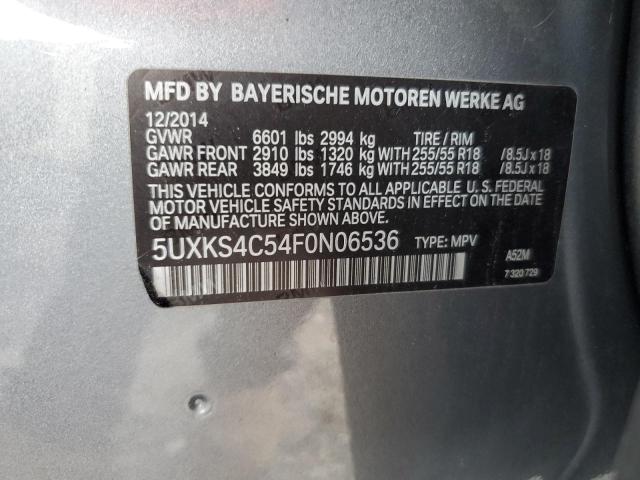 MFD BY BAYERISCHE MOTOREN WERKE AG
12/2014
GVWR 6601 lbs 2994 kg TIRE / RIM
GAWR FRONT 2910 lbs 1320 kg WITH 255/55 R18 /8.5J x 18
GAWR REAR 3849 lbs 1746 kg WITH 255/55 R18 /8.5J x 18
THIS VEHICLE CONFORMS TO ALL APPLICABLE U. S. FEDERAL
MOTOR VEHICLE SAFETY STANDARDS IN EFFECT ON THE DATE
OF MANUFACTURE SHOWN ABOVE.
5UXKS4C54F0N06536 TYPE: MPV
A52M
7 320 729